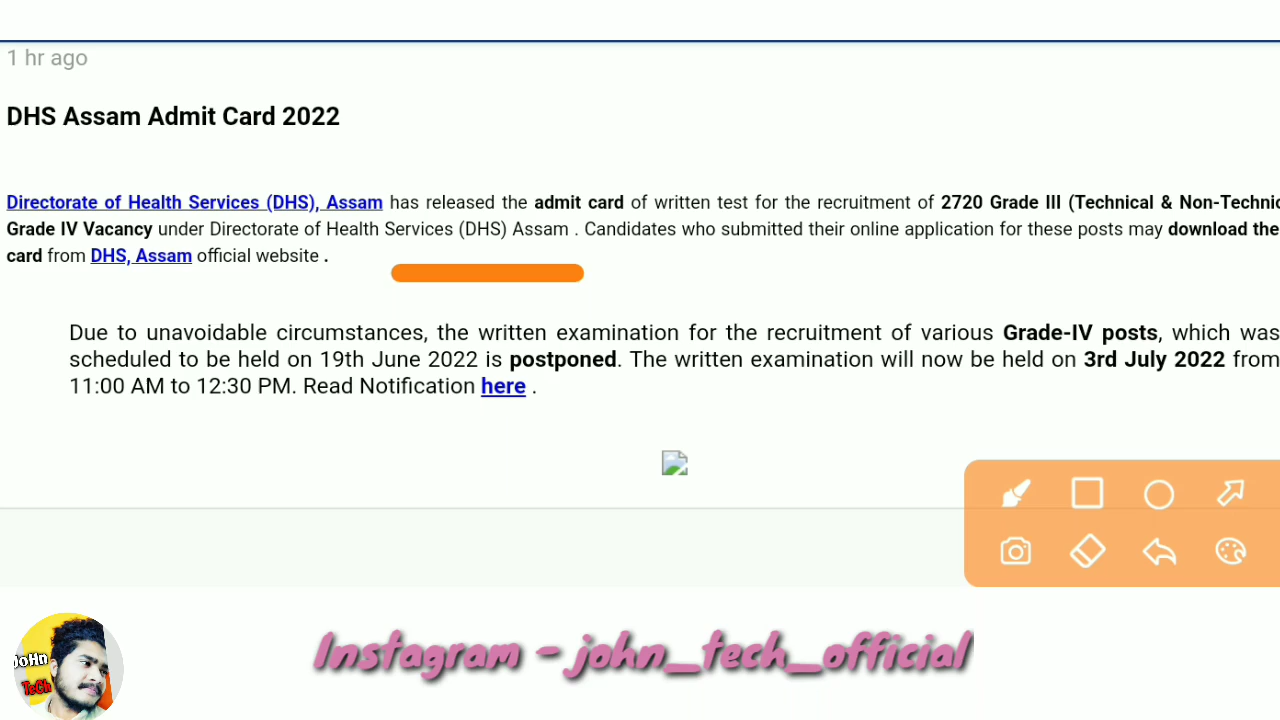 1 hr ago
DHS Assam Admit Card 2022
Directorate of Health Services (DHS), Assam has released the admit card of written test for the recruitment of 2720 Grade III (Technical & Non-Technic
Grade IV Vacancy under Directorate of Health Services (DHS) Assam . Candidates who submitted their online application for these posts may download the
card from DHS, Assam official website .
Due to unavoidable circumstances, the written examination for the recruitment of various Grade-IV posts, which was
scheduled to be held on 19th June 2022 is postponed. The written examination will now be held on 3rd July 2022 from
11:00 AM to 12:30 PM. Read Notification here .
Instagram - john_tech_official
joHn
TeCh